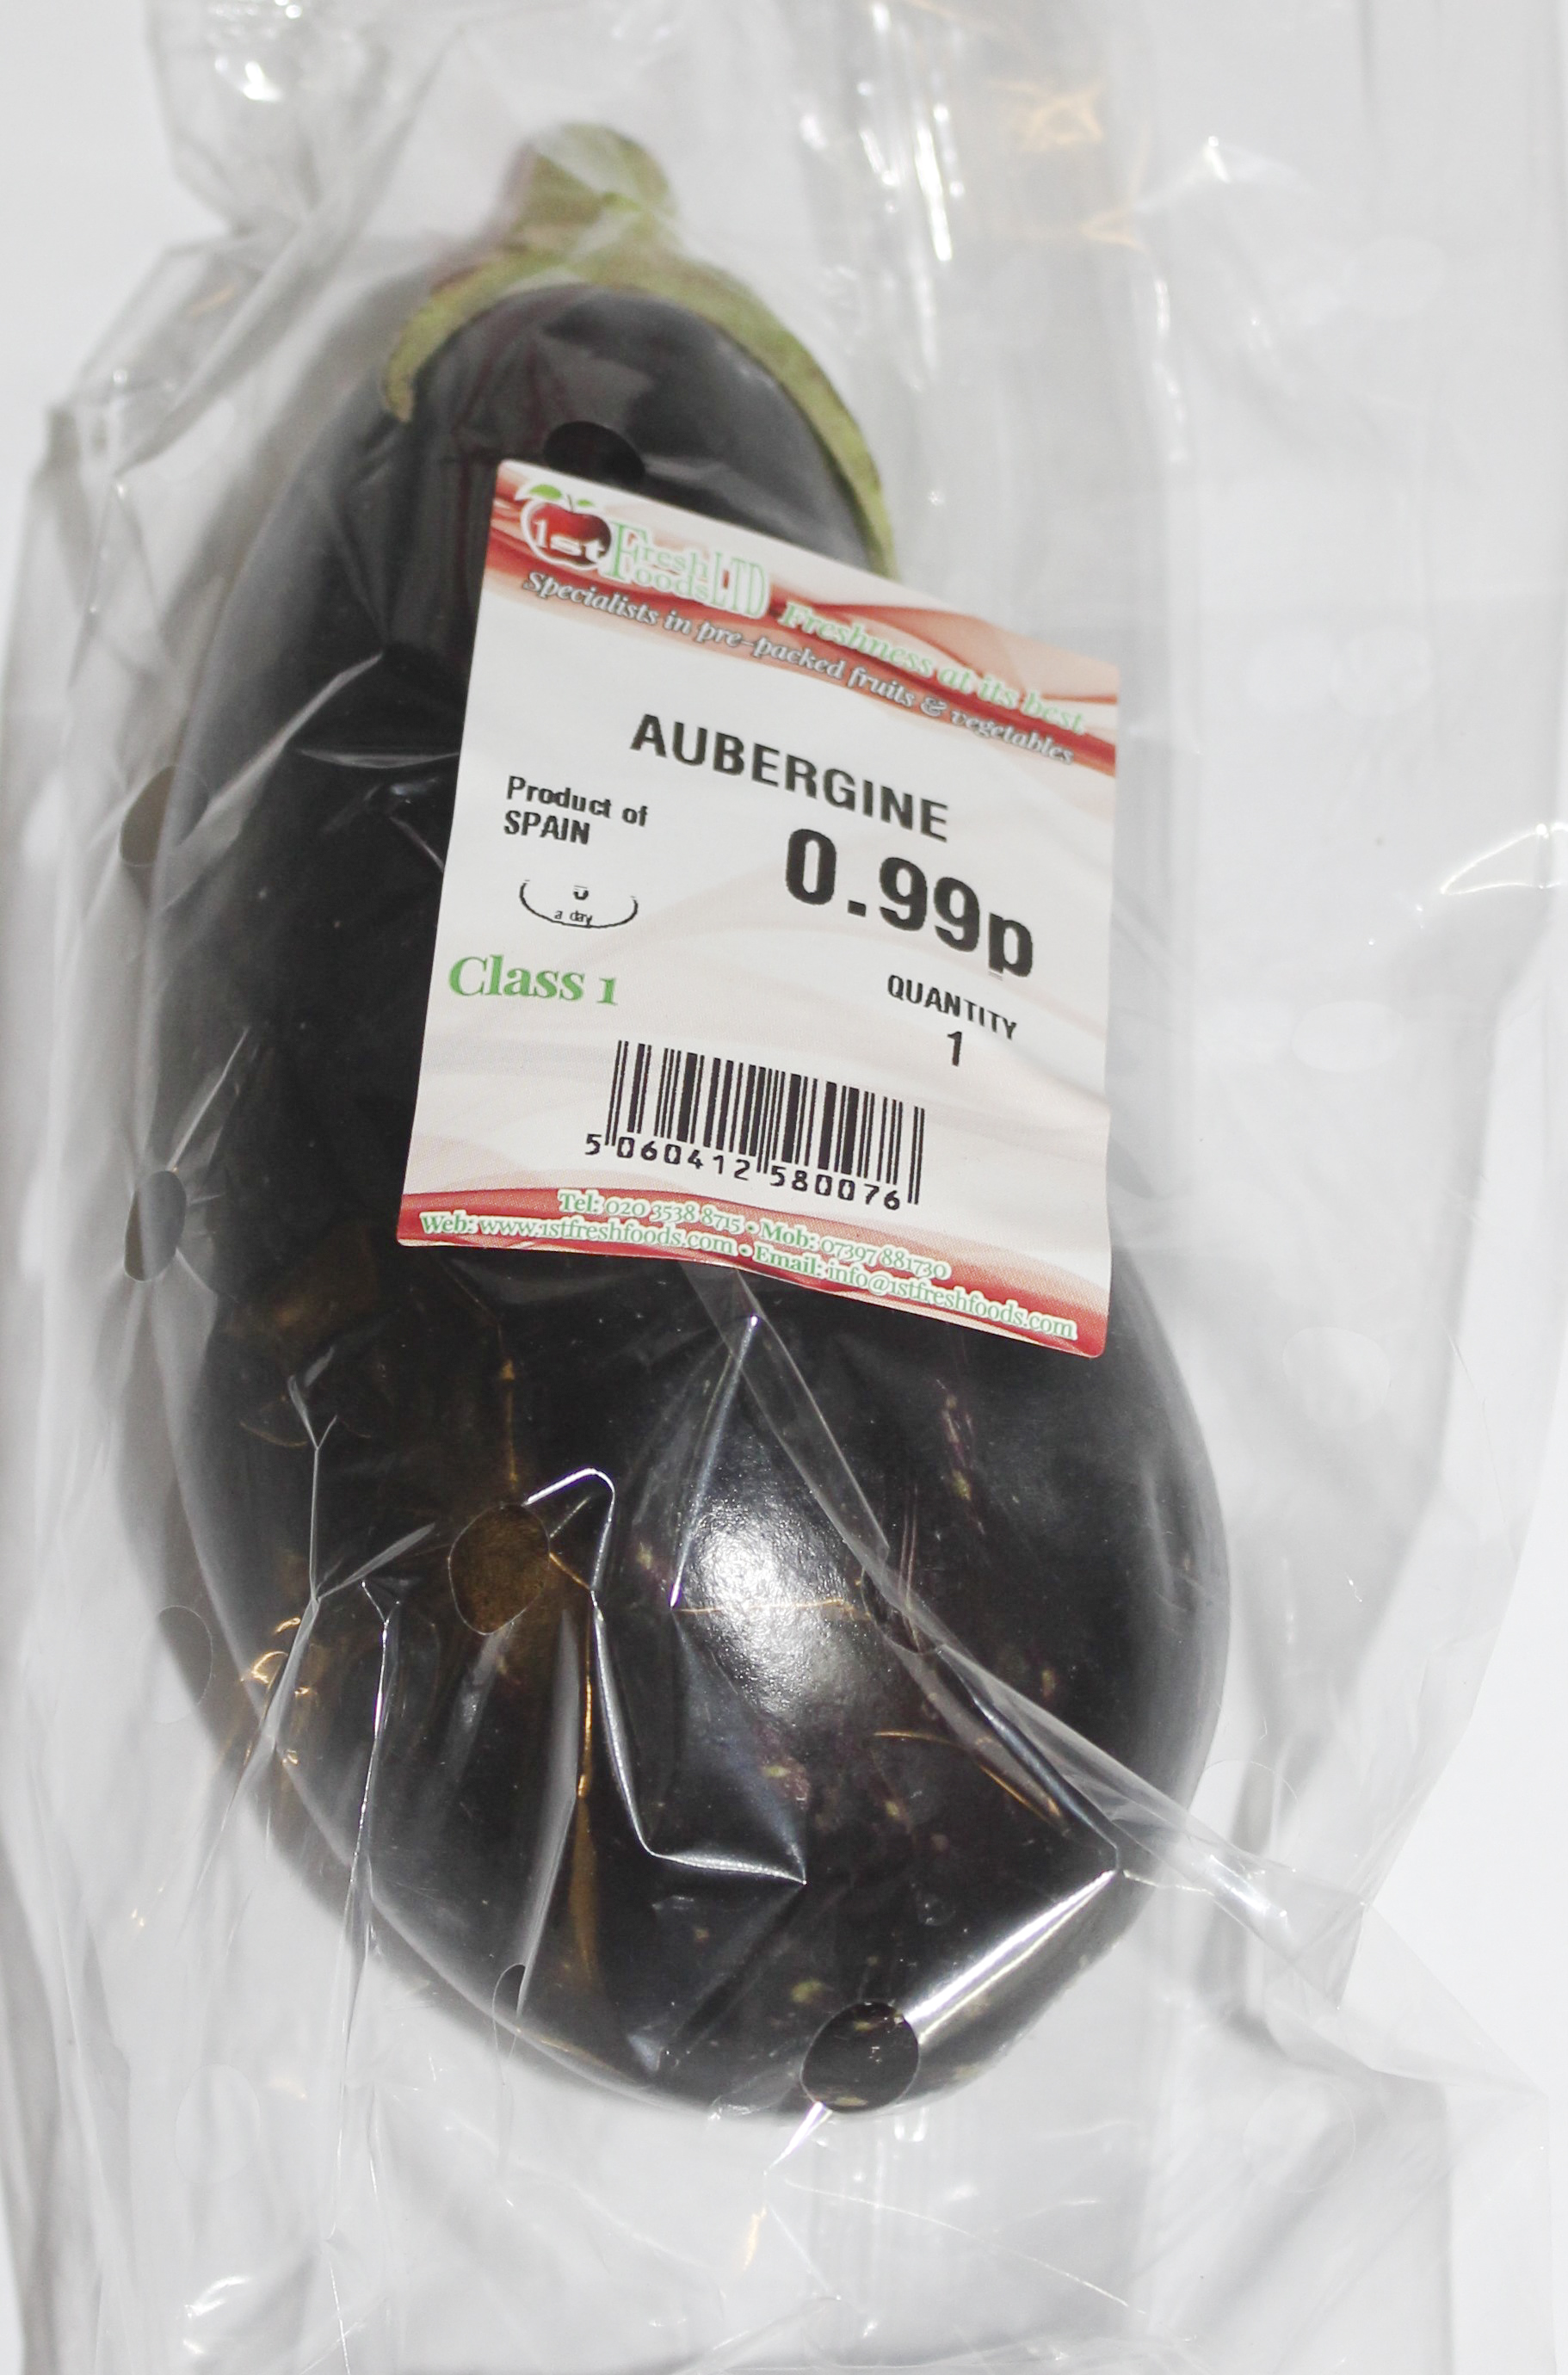 1st Fresh Foods LTD Freshness at its best
Specialists in pre-packed fruits & vegetables
AUBERGINE
Product of
SPAIN
0.99p
a day
Class 1
QUANTITY
1
5 060412 580076
Tel: 020 3538 8715 • Mob: 07397 881730
Web: www.1stfreshfoods.com • Email: info@1stfreshfoods.com